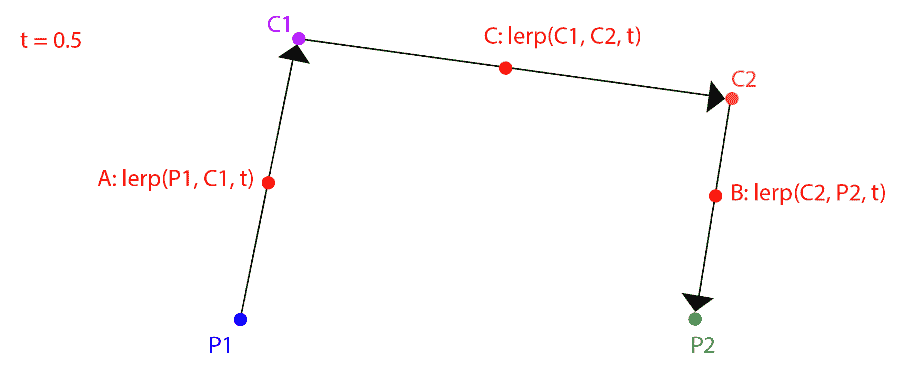 C1
t = 0.5
C: lerp(C1, C2, t)
C2
A: lerp(P1, C1, t)
B: lerp(C2, P2, t)
P1
P2